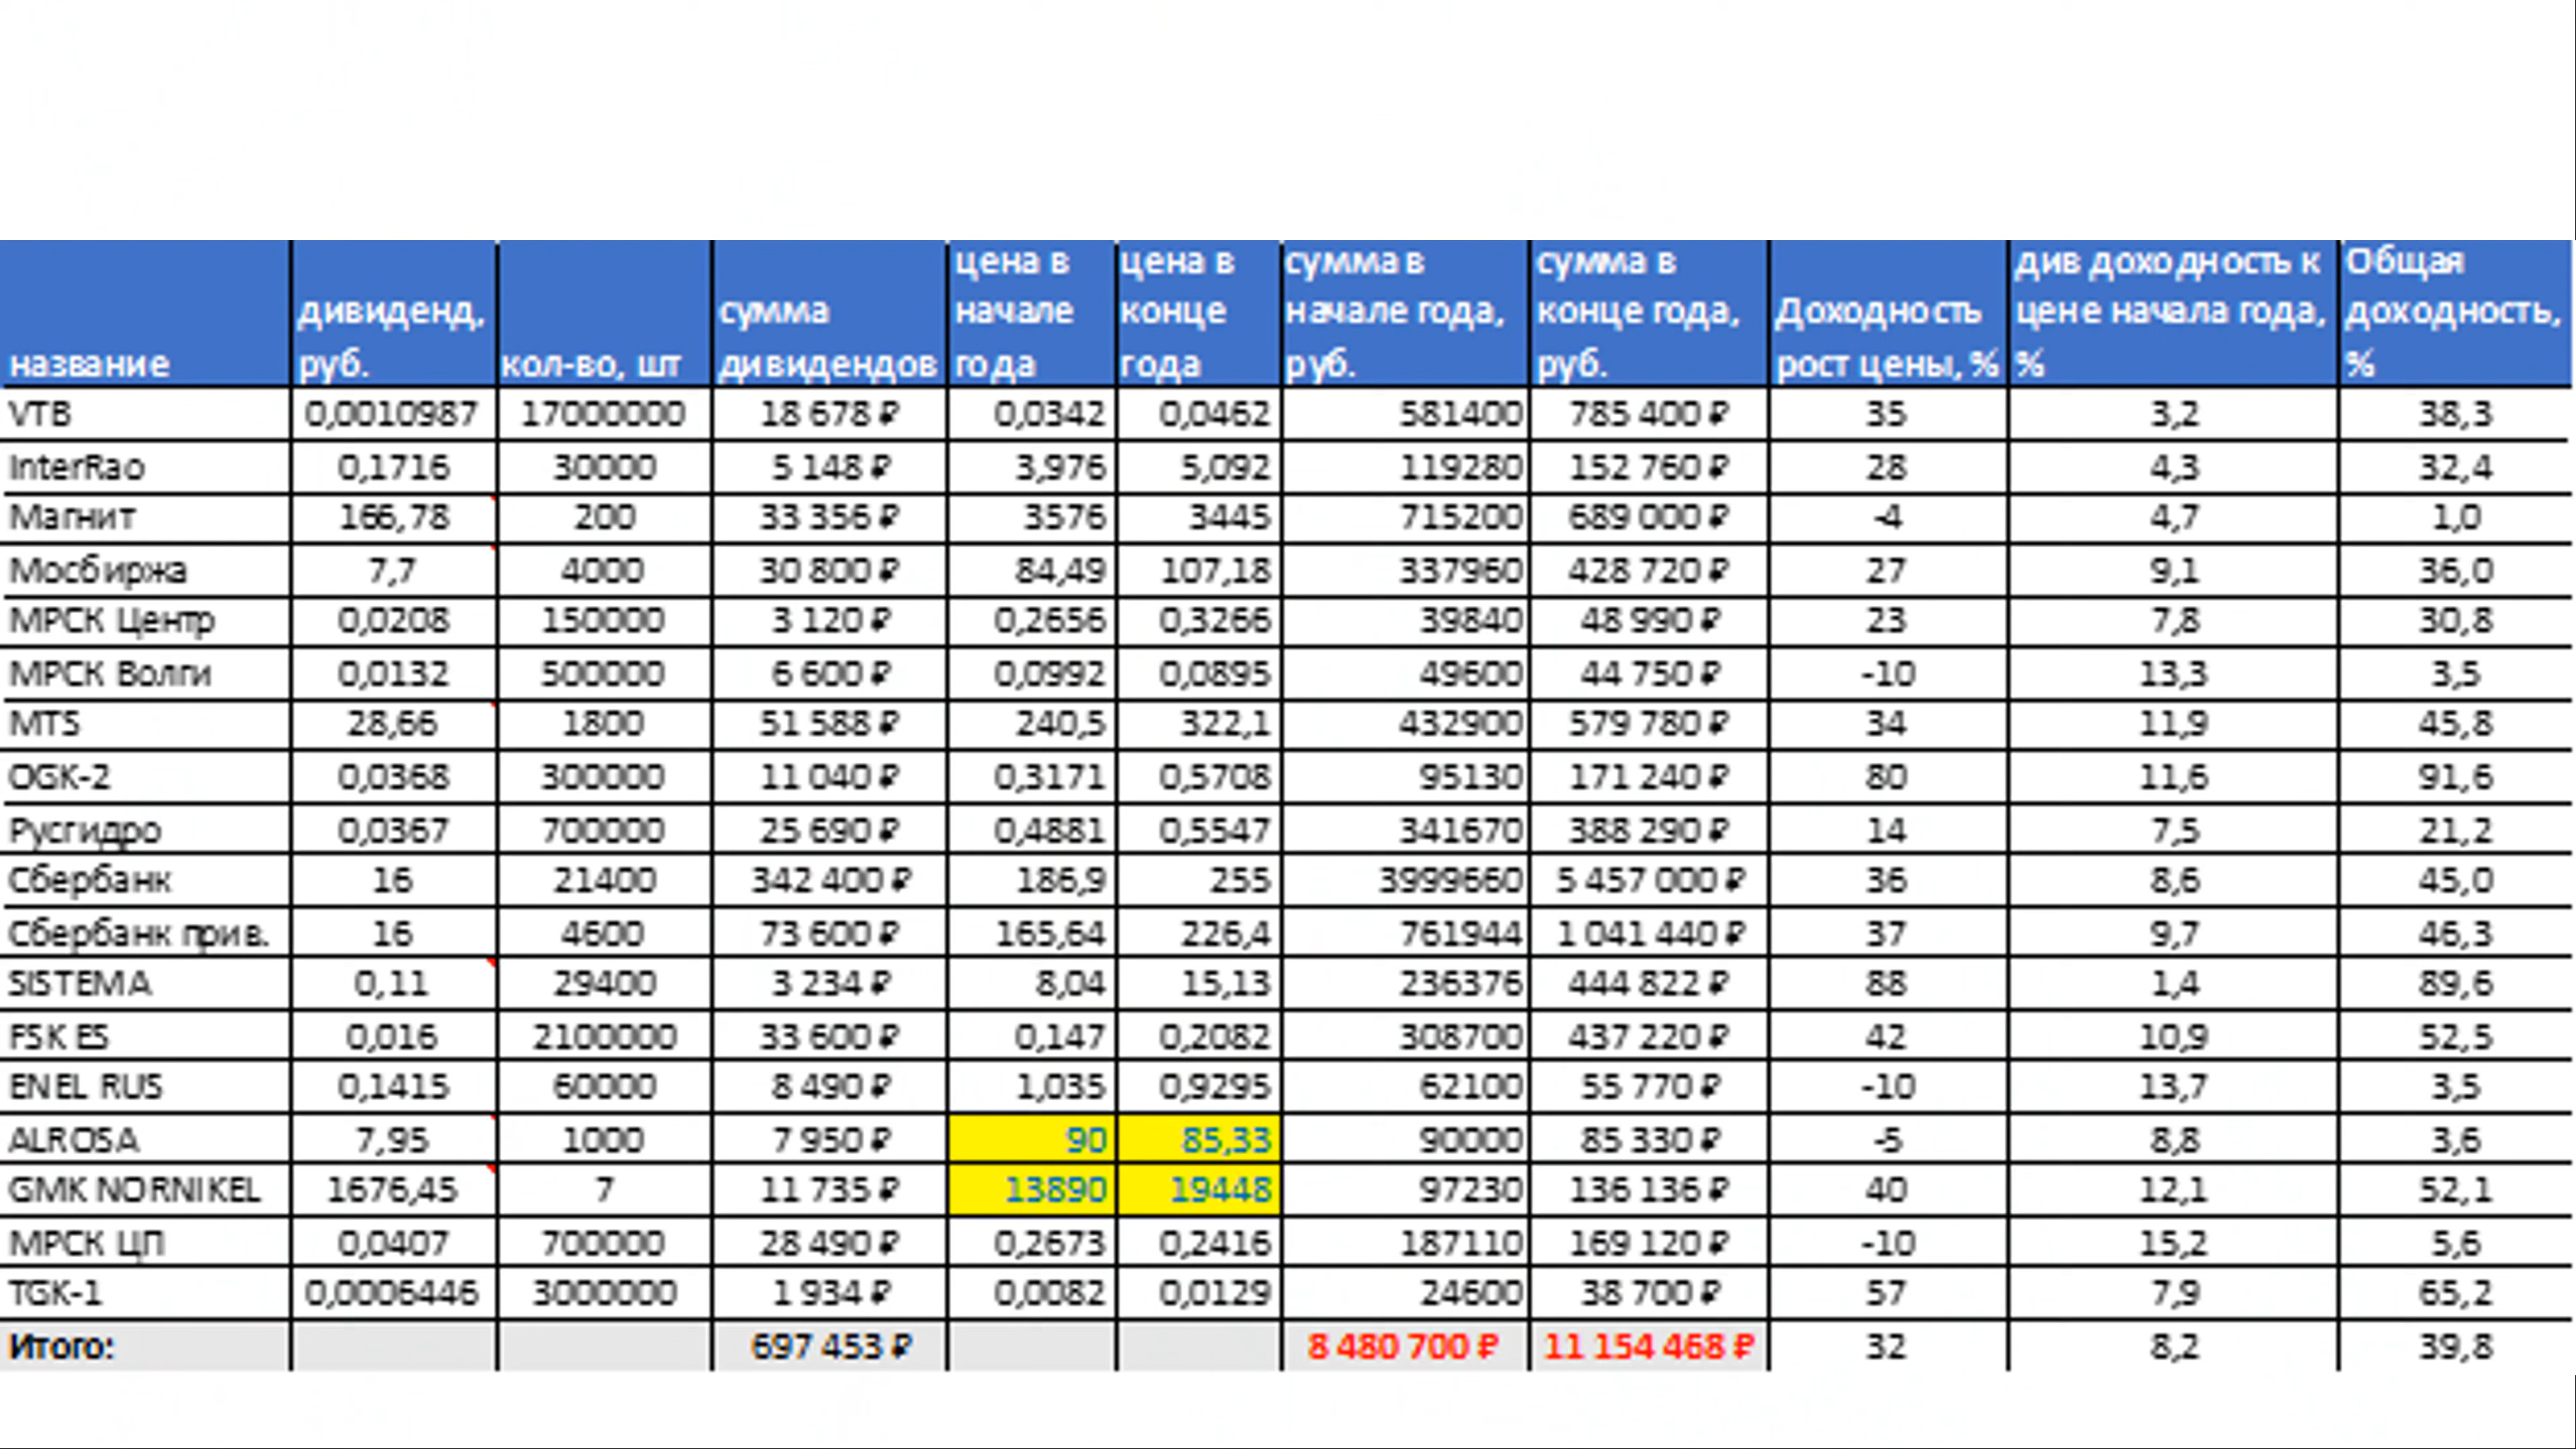 название дивиденд, руб. кол-во, шт сумма дивидендов цена в начале года цена в конце года сумма в начале года, руб. сумма в конце года, руб. Доходность рост цены, % див доходность к цене начала года, % Общая доходность, %
VTB 0,0010987 17000000 18 678 ₽ 0,0342 0,0462 581400 785 400 ₽ 35 3,2 38,3
InterRao 0,1716 30000 5 148 ₽ 3,976 5,092 119280 152 760 ₽ 28 4,3 32,4
Магнит 166,78 200 33 356 ₽ 3576 3445 715200 689 000 ₽ -4 4,7 1,0
Мосбиржа 7,7 4000 30 800 ₽ 84,49 107,18 337960 428 720 ₽ 27 9,1 36,0
МРСК Центр 0,0208 150000 3 120 ₽ 0,2656 0,3266 39840 48 990 ₽ 23 7,8 30,8
МРСК Волги 0,0132 500000 6 600 ₽ 0,0992 0,0895 49600 44 750 ₽ -10 13,3 3,5
MTS 28,66 1800 51 588 ₽ 240,5 322,1 432900 579 780 ₽ 34 11,9 45,8
OGK-2 0,0368 300000 11 040 ₽ 0,3171 0,5708 95130 171 240 ₽ 80 11,6 91,6
Русгидро 0,0367 700000 25 690 ₽ 0,4881 0,5547 341670 388 290 ₽ 14 7,5 21,2
Сбербанк 16 21400 342 400 ₽ 186,9 255 3999660 5 457 000 ₽ 36 8,6 45,0
Сбербанк прив. 16 4600 73 600 ₽ 165,64 226,4 761944 1 041 440 ₽ 37 9,7 46,3
SISTEMA 0,11 29400 3 234 ₽ 8,04 15,13 236376 444 822 ₽ 88 1,4 89,6
FSK ES 0,016 2100000 33 600 ₽ 0,147 0,2082 308700 437 220 ₽ 42 10,9 52,5
ENEL RUS 0,1415 60000 8 490 ₽ 1,035 0,9295 62100 55 770 ₽ -10 13,7 3,5
ALROSA 7,95 1000 7 950 ₽ 90 85,33 90000 85 330 ₽ -5 8,8 3,6
GMK NORNIKEL 1676,45 7 11 735 ₽ 13890 19448 97230 136 136 ₽ 40 12,1 52,1
МРСК ЦП 0,0407 700000 28 490 ₽ 0,2673 0,2416 187110 169 120 ₽ -10 15,2 5,6
TGK-1 0,0006446 3000000 1 934 ₽ 0,0082 0,0129 24600 38 700 ₽ 57 7,9 65,2
Итого: 697 453 ₽ 8 480 700 ₽ 11 154 468 ₽ 32 8,2 39,8